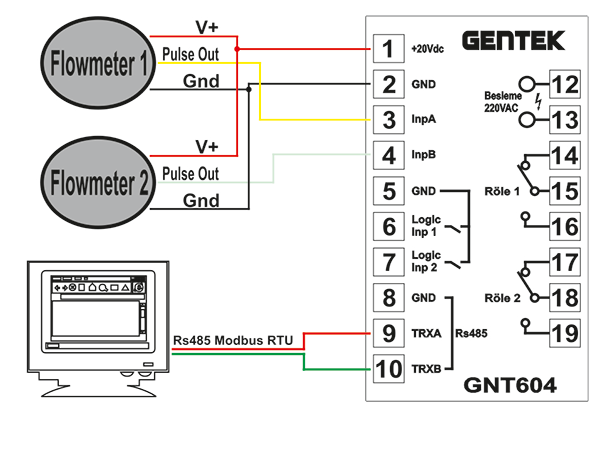 V+
Flowmeter 1
Pulse Out
Gnd
V+
Flowmeter 2
Pulse Out
Gnd
Rs485 Modbus RTU
GENTEK
1 +20Vdc
2 GND
3 InpA
4 InpB
5 GND
6 Logic Inp 1
7 Logic Inp 2
8 GND
9 TRXA
10 TRXB
Rs485
12
Besleme
220VAC
13
14
Röle 1 15
16
17
Röle 2 18
19
GNT604